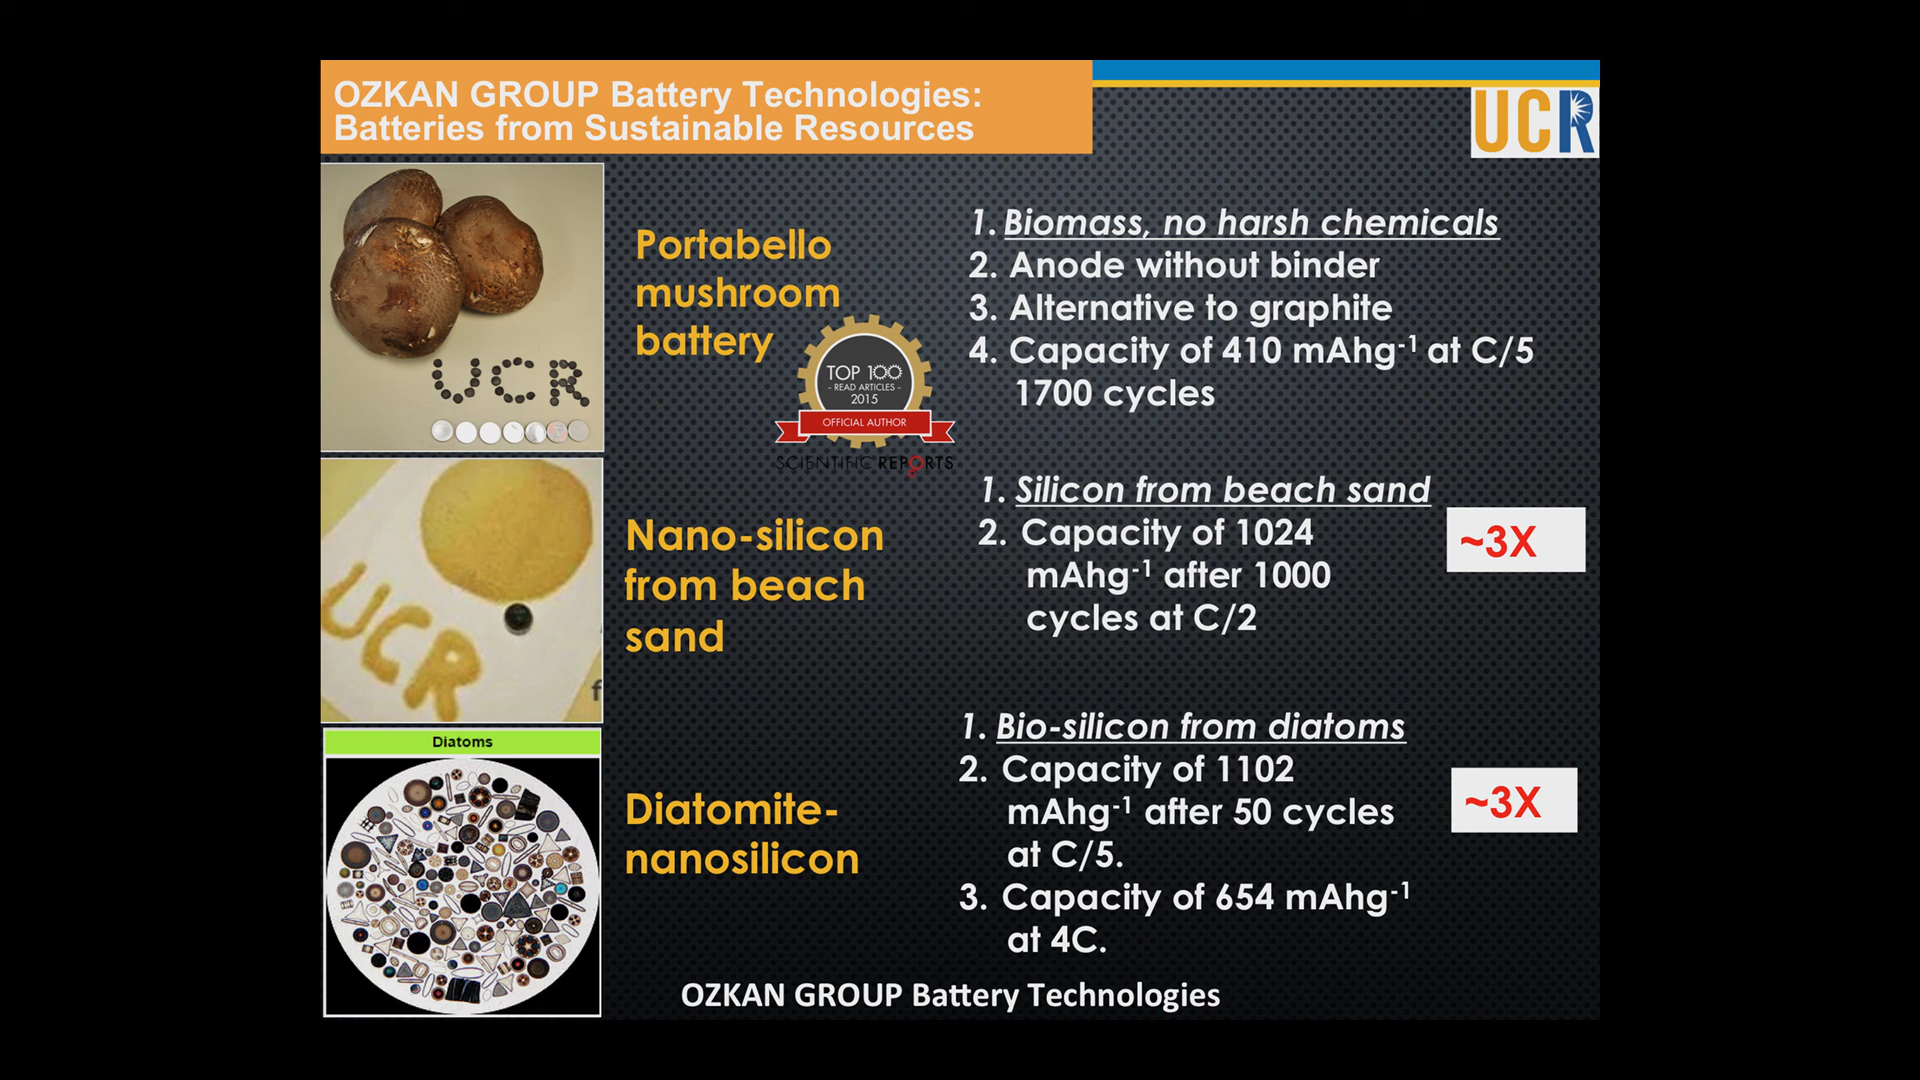 OZKAN GROUP Battery Technologies:
Batteries from Sustainable Resources
UCR
Portabello
mushroom
battery
TOP 100
- READ ARTICLES -
2015
OFFICIAL AUTHOR
SCIENTIFIC REPORTS
1. Biomass, no harsh chemicals
2. Anode without binder
3. Alternative to graphite
4. Capacity of 410 mAhg⁻¹ at C/5
1700 cycles
UCR
Nano-silicon
from beach
sand
1. Silicon from beach sand
2. Capacity of 1024
mAhg⁻¹ after 1000
cycles at C/2
~3X
UCR
f
Diatoms
Diatomite-
nanosilicon
1. Bio-silicon from diatoms
2. Capacity of 1102
mAhg⁻¹ after 50 cycles
at C/5.
3. Capacity of 654 mAhg⁻¹
at 4C.
~3X
OZKAN GROUP Battery Technologies